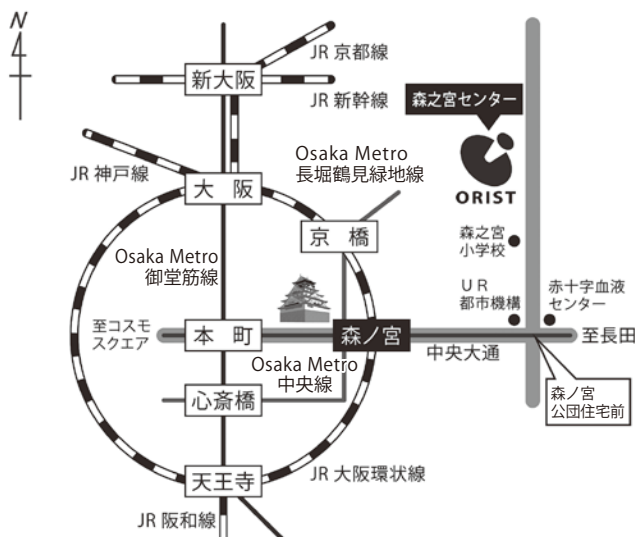 N
JR 京都線
新大阪
JR 新幹線
森之宮センター
ORIST
JR 神戸線
Osaka Metro
長堀鶴見緑地線
大 阪
京 橋
森之宮
小学校
Osaka Metro
御堂筋線
UR
都市機構
赤十字血液
センター
至コスモ
スクエア
本 町
森ノ宮
中央大通
至長田
Osaka Metro
中央線
森ノ宮
公団住宅前
心斎橋
天王寺
JR 大阪環状線
JR 阪和線